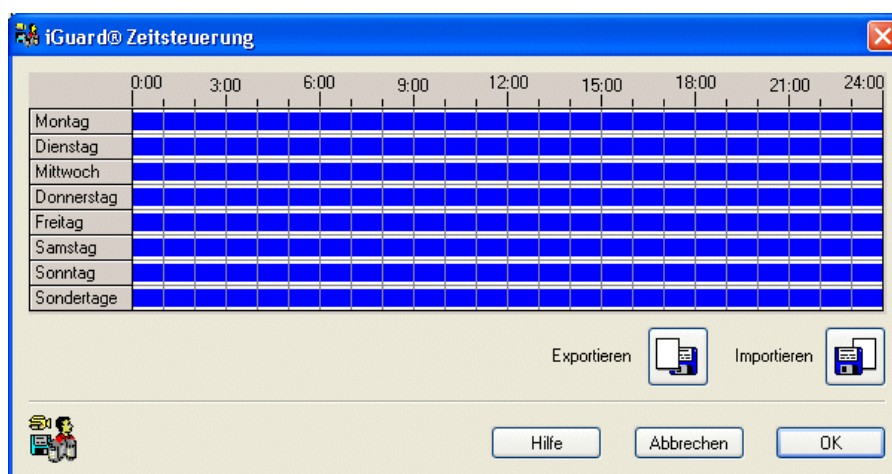 iGuard® Zeitsteuerung
0:00 3:00 6:00 9:00 12:00 15:00 18:00 21:00 24:00
Montag
Dienstag
Mittwoch
Donnerstag
Freitag
Samstag
Sonntag
Sondertage
Exportieren Importieren
Hilfe Abbrechen OK